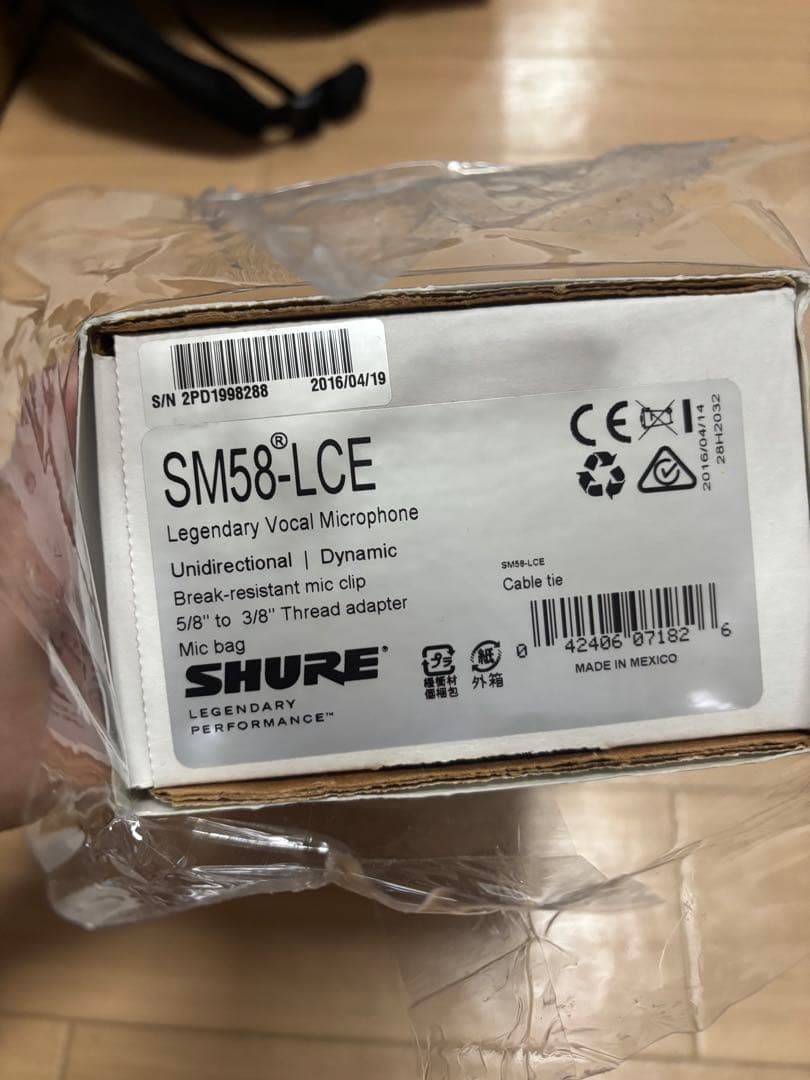 S/N 2PD1998288 2016/04/19
SM58®-LCE
Legendary Vocal Microphone
Unidirectional | Dynamic
Break-resistant mic clip
5/8" to 3/8" Thread adapter
Mic bag
SHURE®
LEGENDARY
PERFORMANCE™
CE
2016/04/14
28H2032
SM58-LCE
Cable tie
0 42406 07182 6
MADE IN MEXICO
プラ
緩衝材
個梱包
紙
外箱